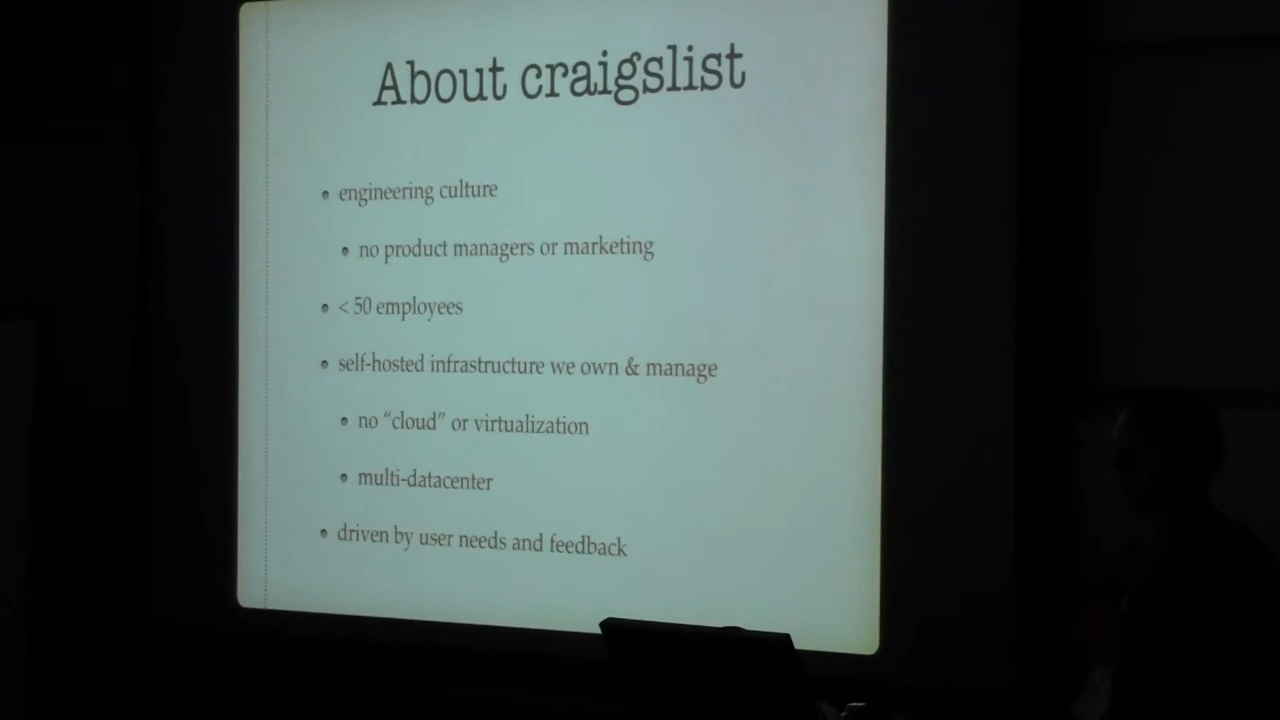 About craigslist
• engineering culture
• no product managers or marketing
• < 50 employees
• self-hosted infrastructure we own & manage
• no “cloud” or virtualization
• multi-datacenter
• driven by user needs and feedback